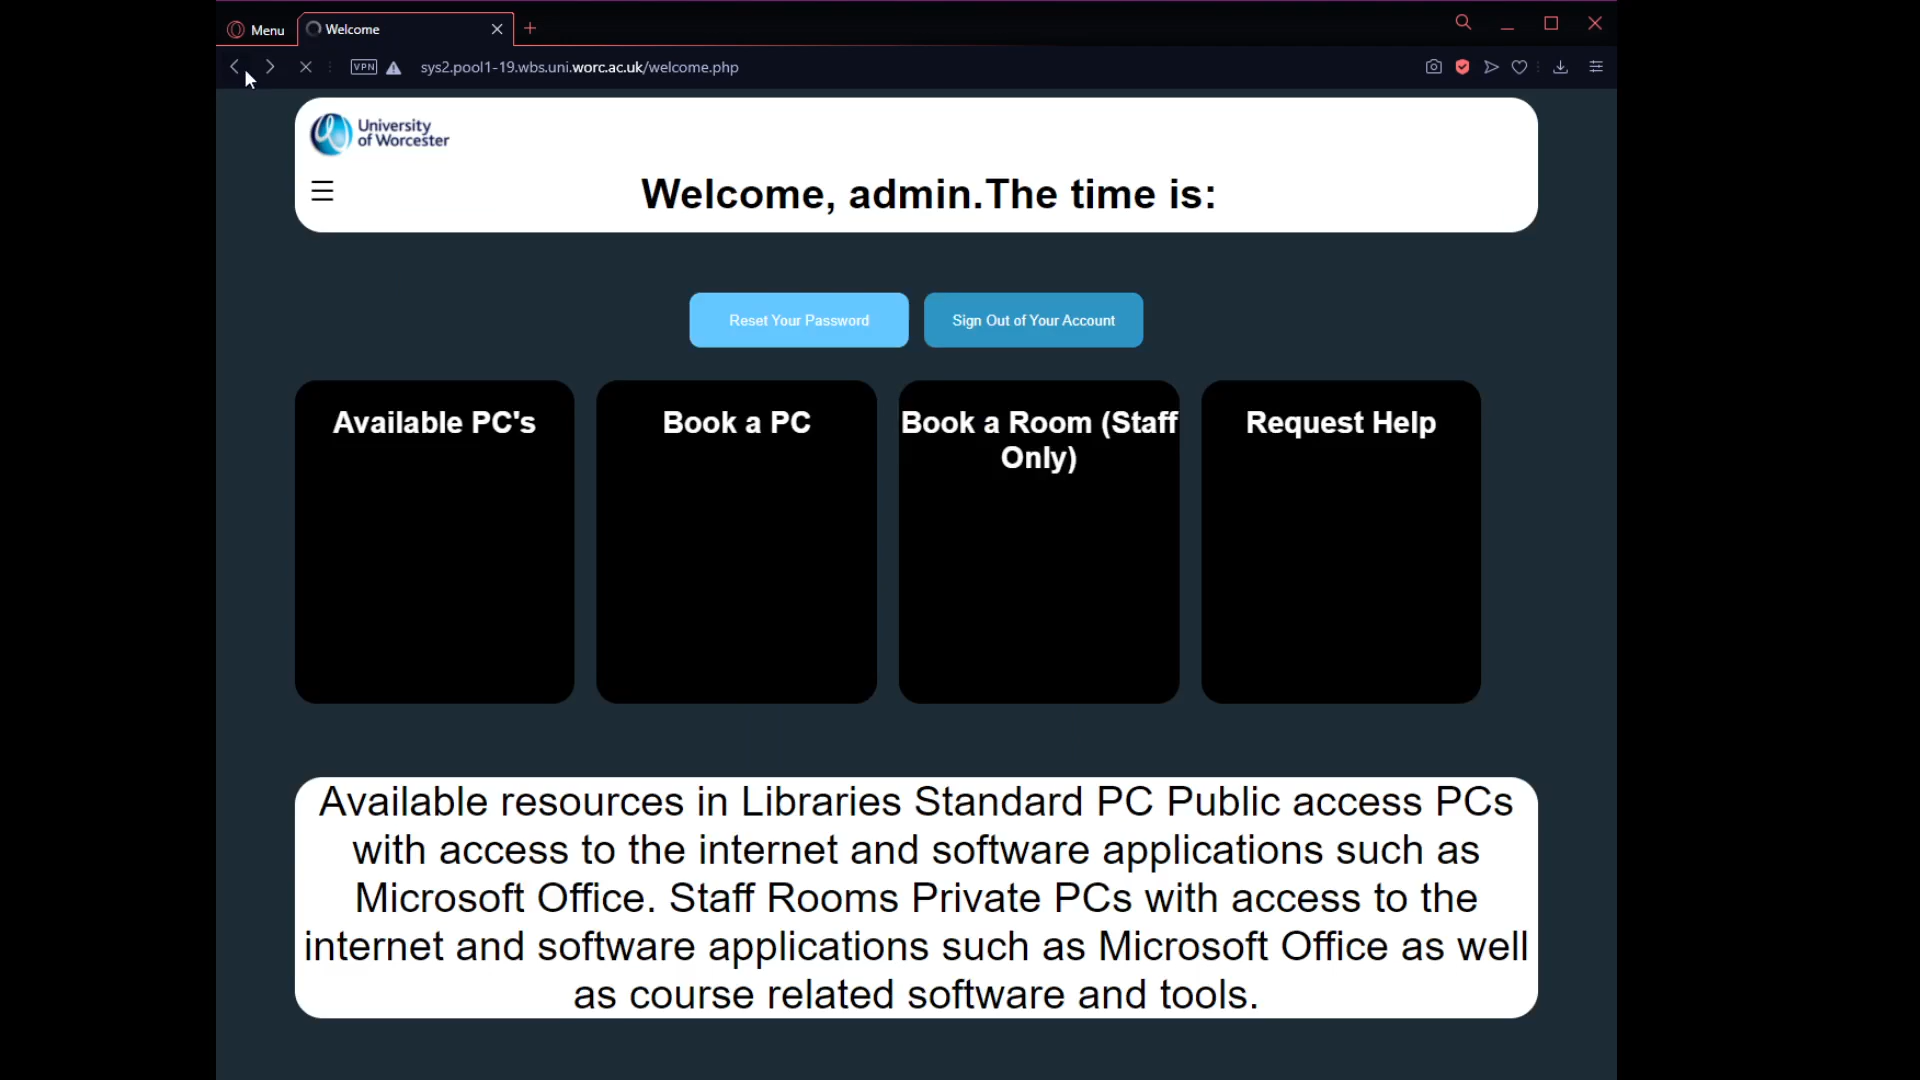 Menu
Welcome
VPN
sys2.pool1-19.wbs.uni.worc.ac.uk/welcome.php
University
of Worcester
Welcome, admin.The time is:
Reset Your Password
Sign Out of Your Account
Available PC's
Book a PC
Book a Room (Staff
Only)
Request Help
Available resources in Libraries Standard PC Public access PCs
with access to the internet and software applications such as
Microsoft Office. Staff Rooms Private PCs with access to the
internet and software applications such as Microsoft Office as well
as course related software and tools.